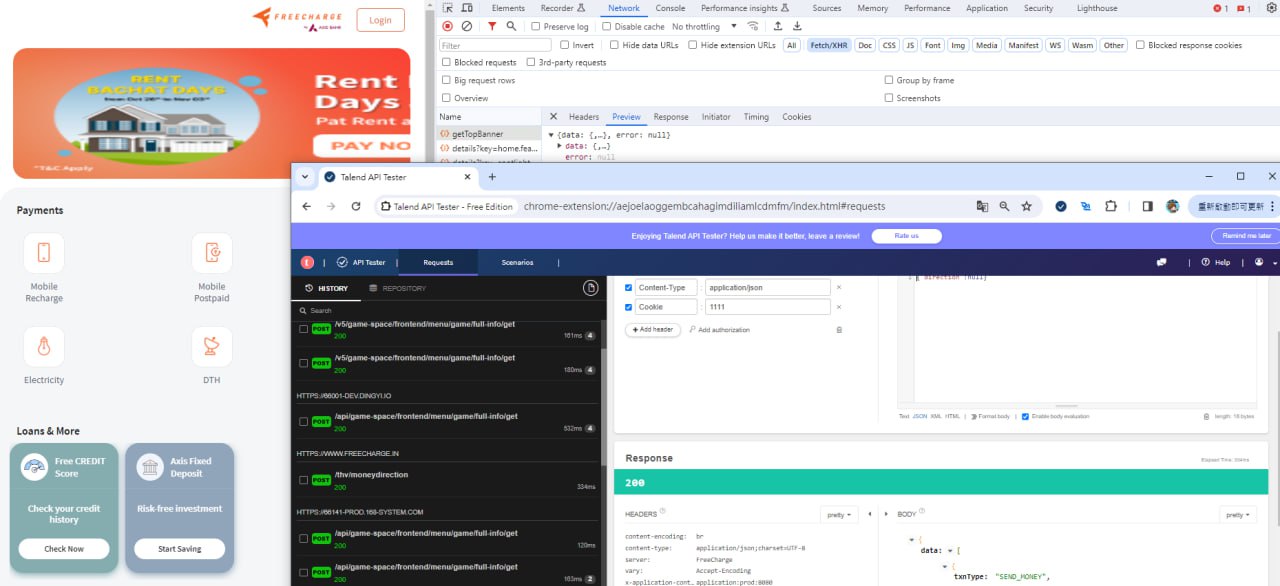 FREECHARGE
by AXIS BANK
Login
RENT
BACHAT DAYS
from Oct 26th to Nov 03rd
*T&C Apply
Rent
Days
Pat Rent a
PAY NO
Payments
Mobile
Recharge
Mobile
Postpaid
Electricity
DTH
Loans & More
Free CREDIT
Score
Check your credit
history
Check Now
Axis Fixed
Deposit
Risk-free investment
Start Saving
Elements Recorder Network Console Performance insights Sources Memory Performance Application Security Lighthouse 1 1
Preserve log Disable cache No throttling
Filter Invert Hide data URLs Hide extension URLs All Fetch/XHR Doc CSS JS Font Img Media Manifest WS Wasm Other Blocked response cookies
Blocked requests 3rd-party requests
Big request rows Group by frame
Overview Screenshots
Name Headers Preview Response Initiator Timing Cookies
getTopBanner
details?key=home.fea...
{data: {,…}, error: null}
data: {,…}
error: null
Talend API Tester
Talend API Tester - Free Edition chrome-extension://aejoelaoggembcahagimdiliamlcdmfm/index.html#requests 重新啟動即可更新
Enjoying Talend API Tester? Help us make it better, leave a review! Rate us Remind me later
API Tester Requests Scenarios Help
HISTORY REPOSITORY
Search
POST /v5/game-space/frontend/menu/game/full-info/get
200 161ms 4
POST /v5/game-space/frontend/menu/game/full-info/get
200 180ms 4
HTTPS://66001-DEV.DINGYI.IO
POST /api/game-space/frontend/menu/game/full-info/get
200 532ms 4
HTTPS://WWW.FREECHARGE.IN
POST /thv/moneydirection
200 334ms
HTTPS://66141-PROD.168-SYSTEM.COM
POST /api/game-space/frontend/menu/game/full-info/get
200 120ms
POST /api/game-space/frontend/menu/game/full-info/get
200 163ms 2
Content-Type : application/json
Cookie : 1111
Add header Add authorization
direction :null}
Text JSON XML HTML | Format body | Enable body evaluation length: 18 bytes
Response
Elapsed Time: 334ms
200
HEADERS pretty
content-encoding: br
content-type: application/json;charset=UTF-8
server: FreeCharge
vary: Accept-Encoding
x-application-cont… application:prod:8080
BODY pretty
{
data: [
{
txnType: "SEND_MONEY",